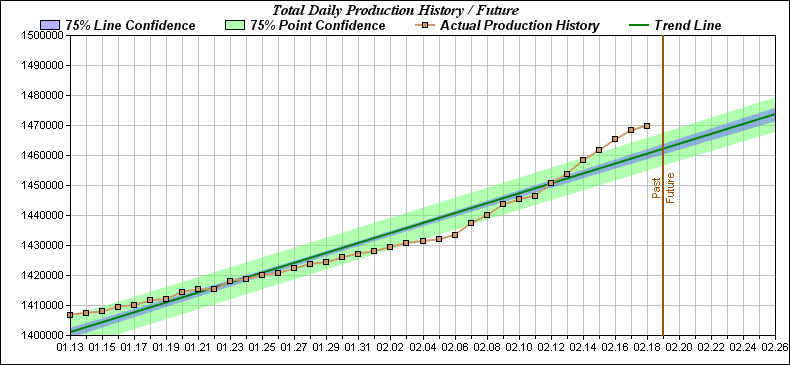 Total Daily Production History / Future
75% Line Confidence 75% Point Confidence Actual Production History Trend Line
1500000
1490000
1480000
1470000
1460000
1450000
1440000
1430000
1420000
1410000
1400000
Past
Future
01.13 01.15 01.17 01.19 01.21 01.23 01.25 01.27 01.29 01.31 02.02 02.04 02.06 02.08 02.10 02.12 02.14 02.16 02.18 02.20 02.22 02.24 02.26